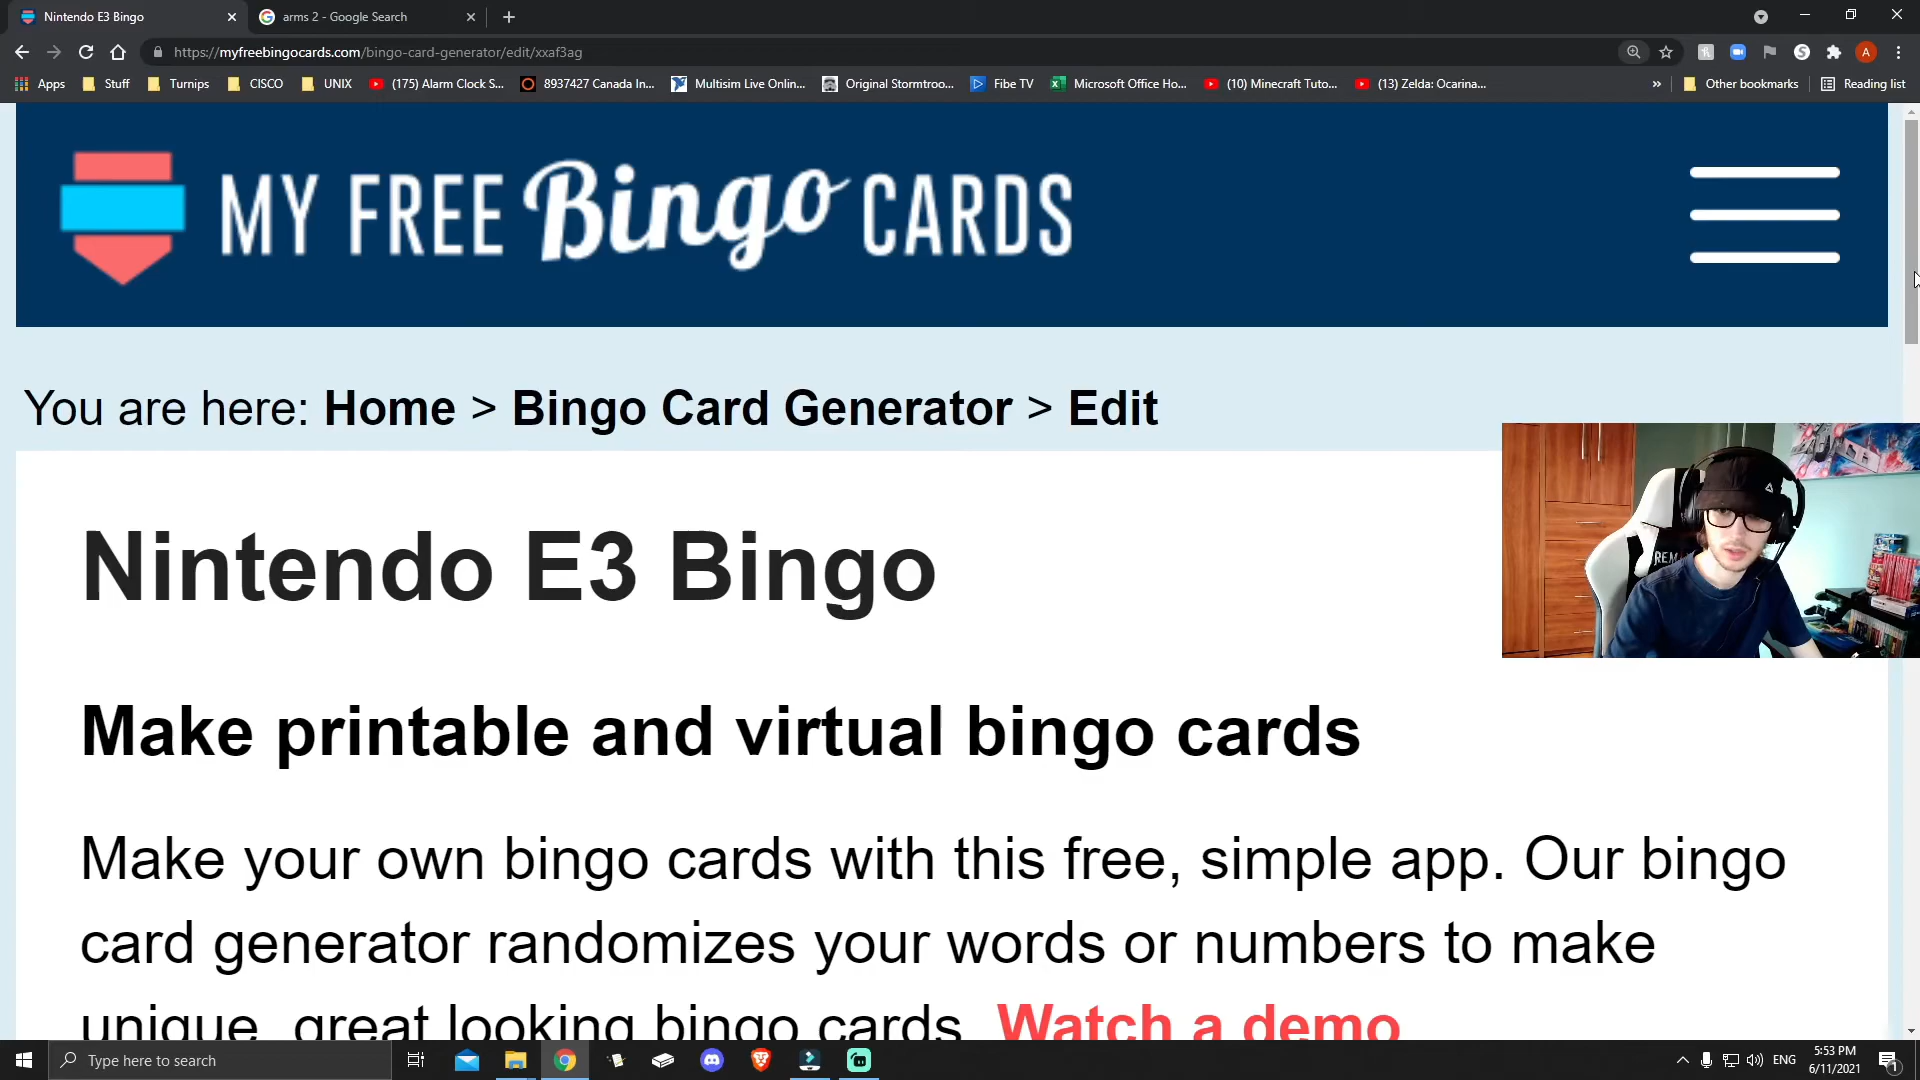 Nintendo E3 Bingo
arms 2 - Google Search
https://myfreebingocards.com/bingo-card-generator/edit/xxaf3ag
A
Apps
Stuff
Turnips
CISCO
UNIX
(175) Alarm Clock S...
8937427 Canada In...
Multisim Live Onlin...
Original Stormtroo...
Fibe TV
Microsoft Office Ho...
(10) Minecraft Tuto...
(13) Zelda: Ocarina...
»
Other bookmarks
Reading list
MY FREE Bingo CARDS
You are here: Home > Bingo Card Generator > Edit
Nintendo E3 Bingo
Make printable and virtual bingo cards
Make your own bingo cards with this free, simple app. Our bingo
card generator randomizes your words or numbers to make
unique, great looking bingo cards. Watch a demo
Type here to search
ENG
5:53 PM
6/11/2021
1